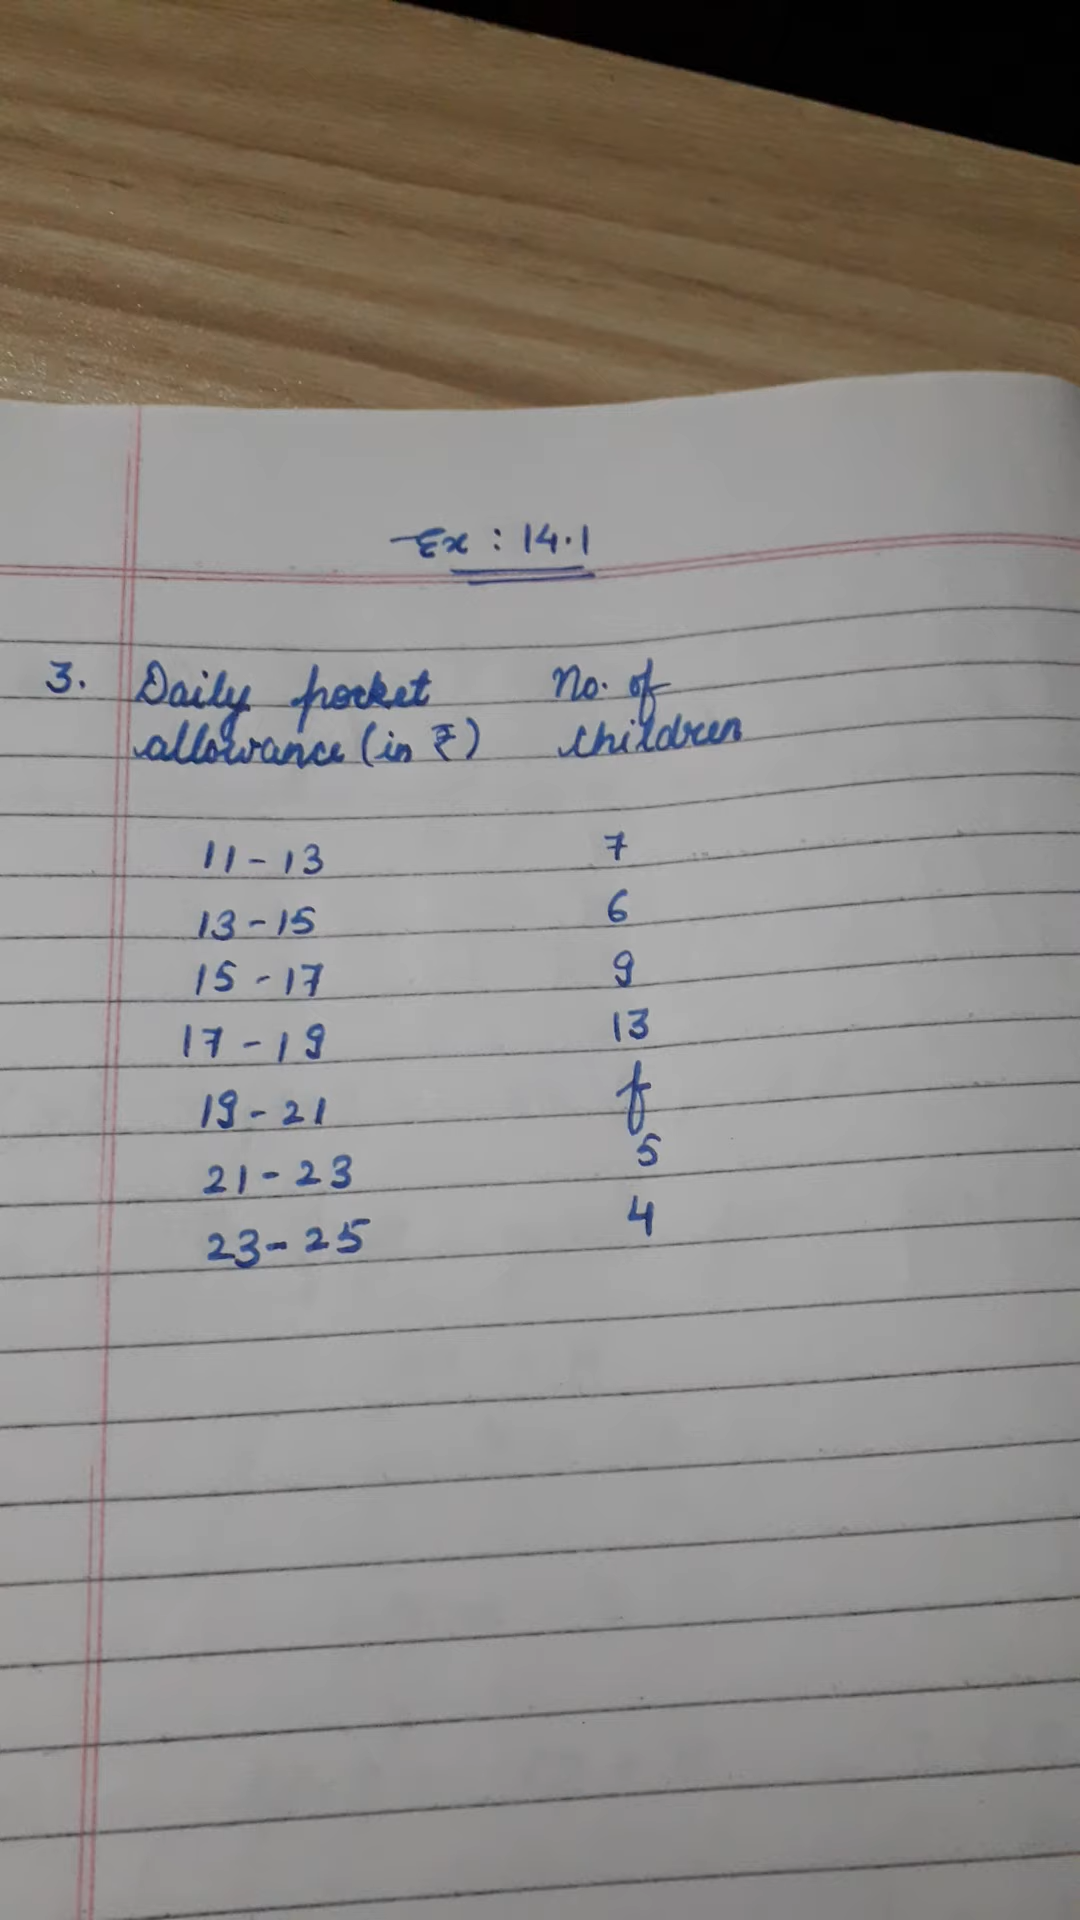 Ex : 14.1
3. Daily pocket allowance (in ₹) No. of children
11 - 13 7
13 - 15 6
15 - 17 9
17 - 19 13
19 - 21 f
21 - 23 5
23 - 25 4